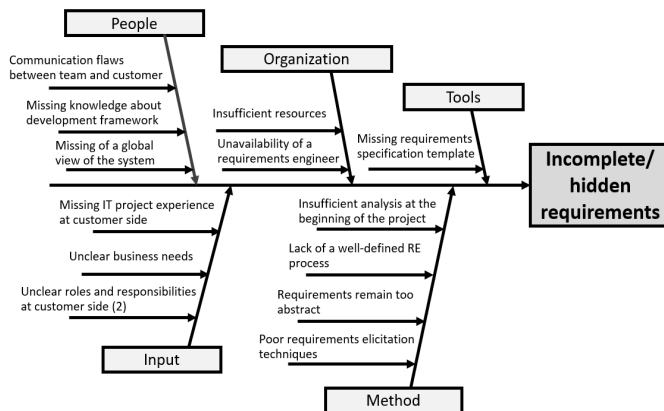 People
Communication flaws
between team and customer
Missing knowledge about
development framework
Missing of a global
view of the system
Organization
Insufficient resources
Unavailability of a
requirements engineer
Tools
Missing requirements
specification template
Incomplete/
hidden
requirements
Missing IT project experience
at customer side
Unclear business needs
Unclear roles and responsibilities
at customer side (2)
Input
Insufficient analysis at the
beginning of the project
Lack of a well-defined RE
process
Requirements remain too
abstract
Poor requirements elicitation
techniques
Method